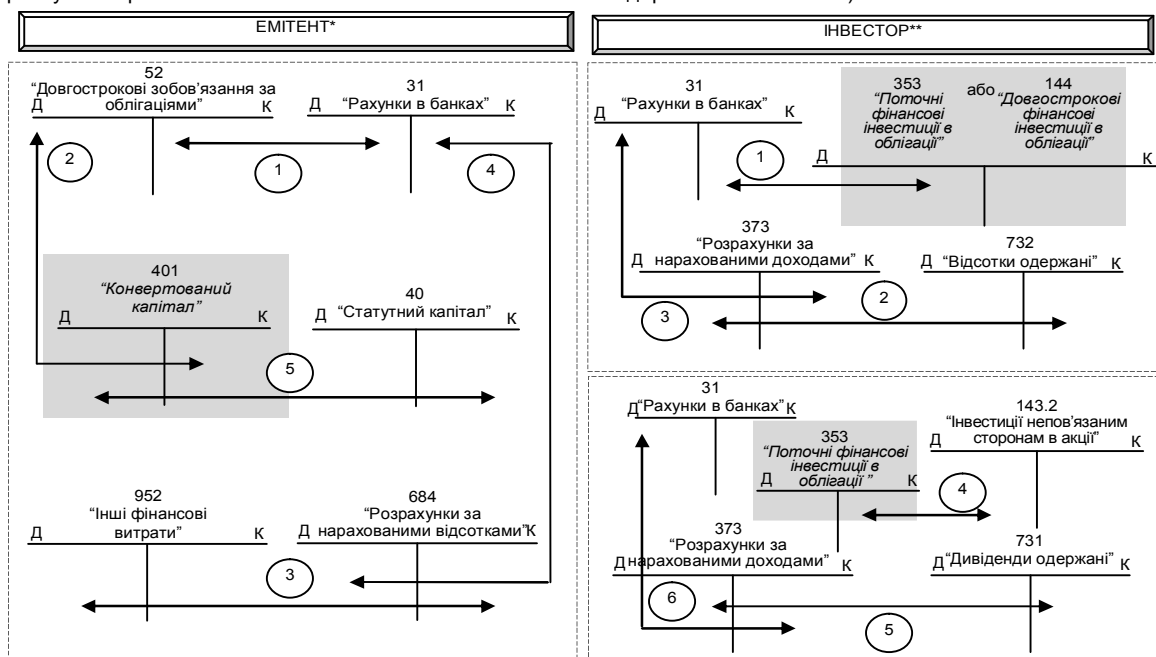 ЕМІТЕНТ*
52
“Довгострокові зобов’язання за
облігаціями”
Д К
31
Д “Рахунки в банках” К
2
1
4
401
“Конвертований
капітал”
Д К
40
Д “Статутний капітал” К
5
952
“Інші фінансові
витрати”
Д К
684
“Розрахунки за
Д нарахованими відсотками”К
3
ІНВЕСТОР**
31
“Рахунки в банках”
Д К
353
“Поточні
фінансові
інвестиції в
облігації”
або
144
“Довгострокові
фінансові
інвестиції в
облігації”
Д К
1
373
“Розрахунки за
Д нарахованими доходами” К
732
Д “Відсотки одержані” К
2
3
31
Д“Рахунки в банках”К
353
“Поточні фінансові
інвестиції в
Д облігації ” К
143.2
“Інвестиції непов’язаним
сторонам в акції”
Д К
4
373
“Розрахунки за
Днарахованими доходами” К
731
Д“Дивіденди одержані” К
6
5